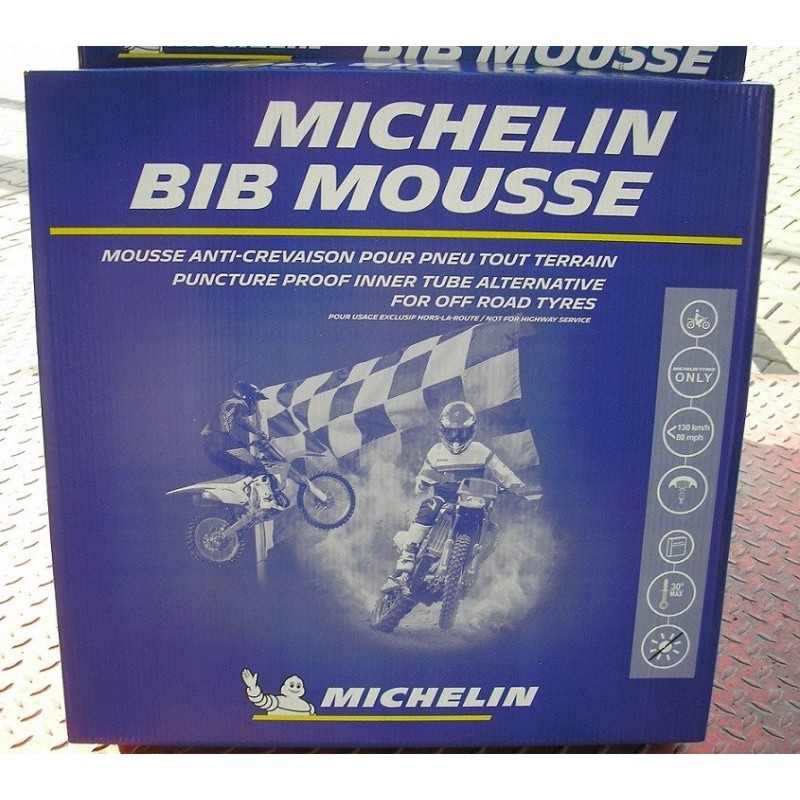 MICHELIN
BIB MOUSSE
MICHELIN
BIB MOUSSE
MOUSSE ANTI-CREVAISON POUR PNEU TOUT TERRAIN
PUNCTURE PROOF INNER TUBE ALTERNATIVE
FOR OFF ROAD TYRES
POUR USAGE EXCLUSIF HORS-LA-ROUTE / NOT FOR HIGHWAY SERVICE
MICHELIN TYRES
ONLY
< 130 km/h
80 mph
30°
MAX
MICHELIN